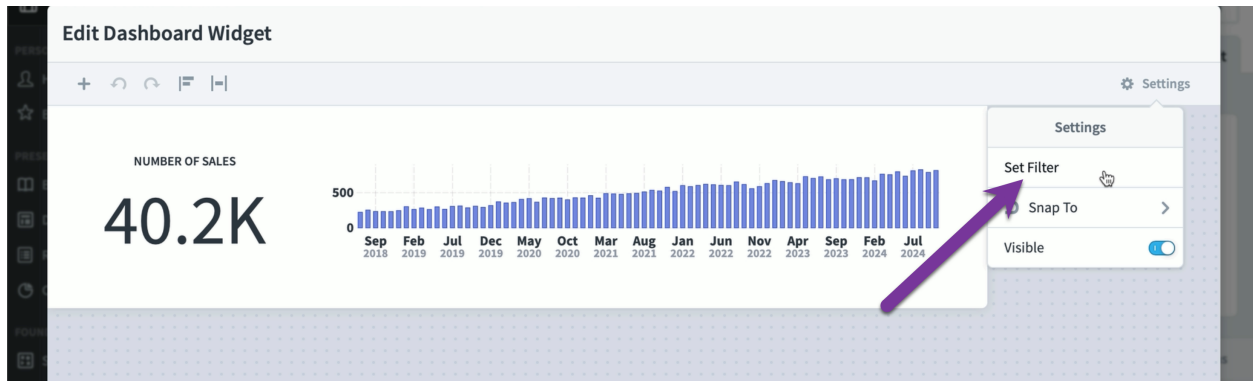 Edit Dashboard Widget
Settings
NUMBER OF SALES
40.2K
500
0
Sep Feb Jul Dec May Oct Mar Aug Jan Jun Nov Apr Sep Feb Jul
2018 2019 2019 2019 2020 2020 2021 2021 2022 2022 2022 2023 2023 2024 2024
Settings
Set Filter
Snap To
Visible